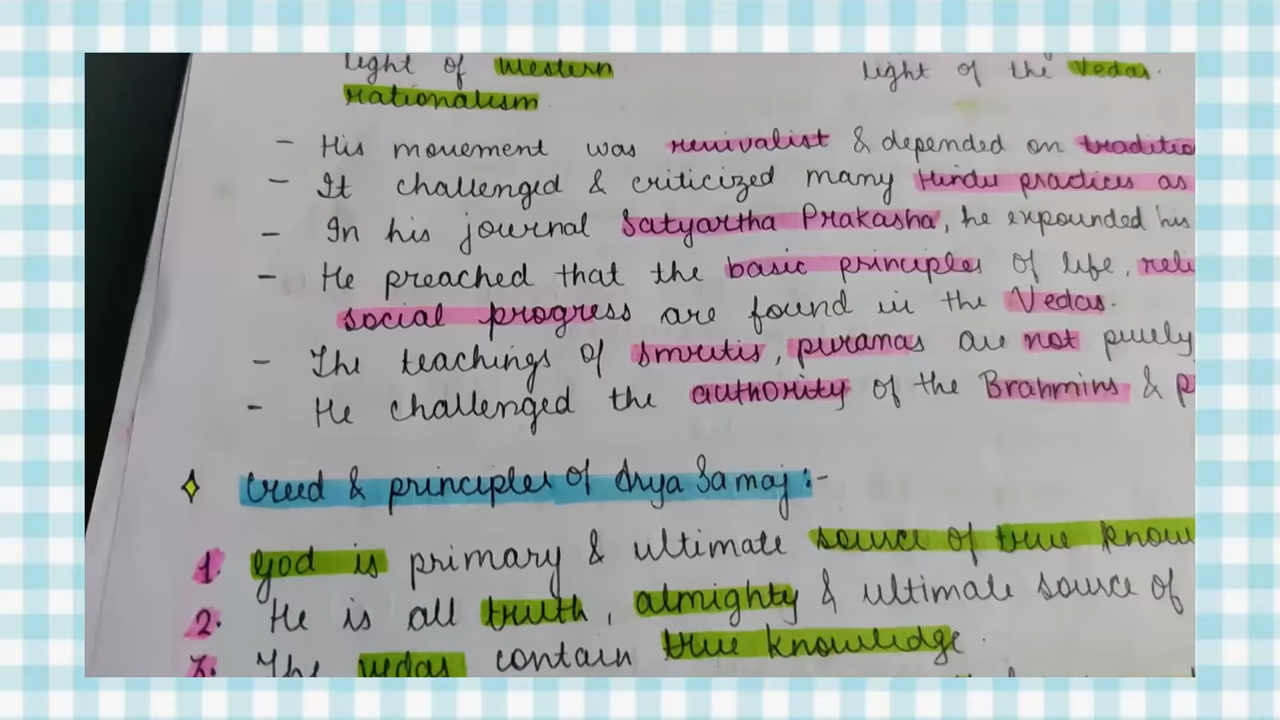 light of Western
light of the Vedas.
rationalism.
- His movement was revivalist & depended on traditio
- It challenged & criticized many Hindu practices as
- In his journal Satyartha Prakasha, he expounded his
- He preached that the basic principles of life, reli
social progress are found in the Vedas.
- The teachings of smritis, puranas are not purely
- He challenged the authority of the Brahmins & p
Creed & principles of Arya Samaj :-
1. God is primary & ultimate source of true know
2. He is all truth, almighty & ultimate source of
3. The vedas contain true knowledge.